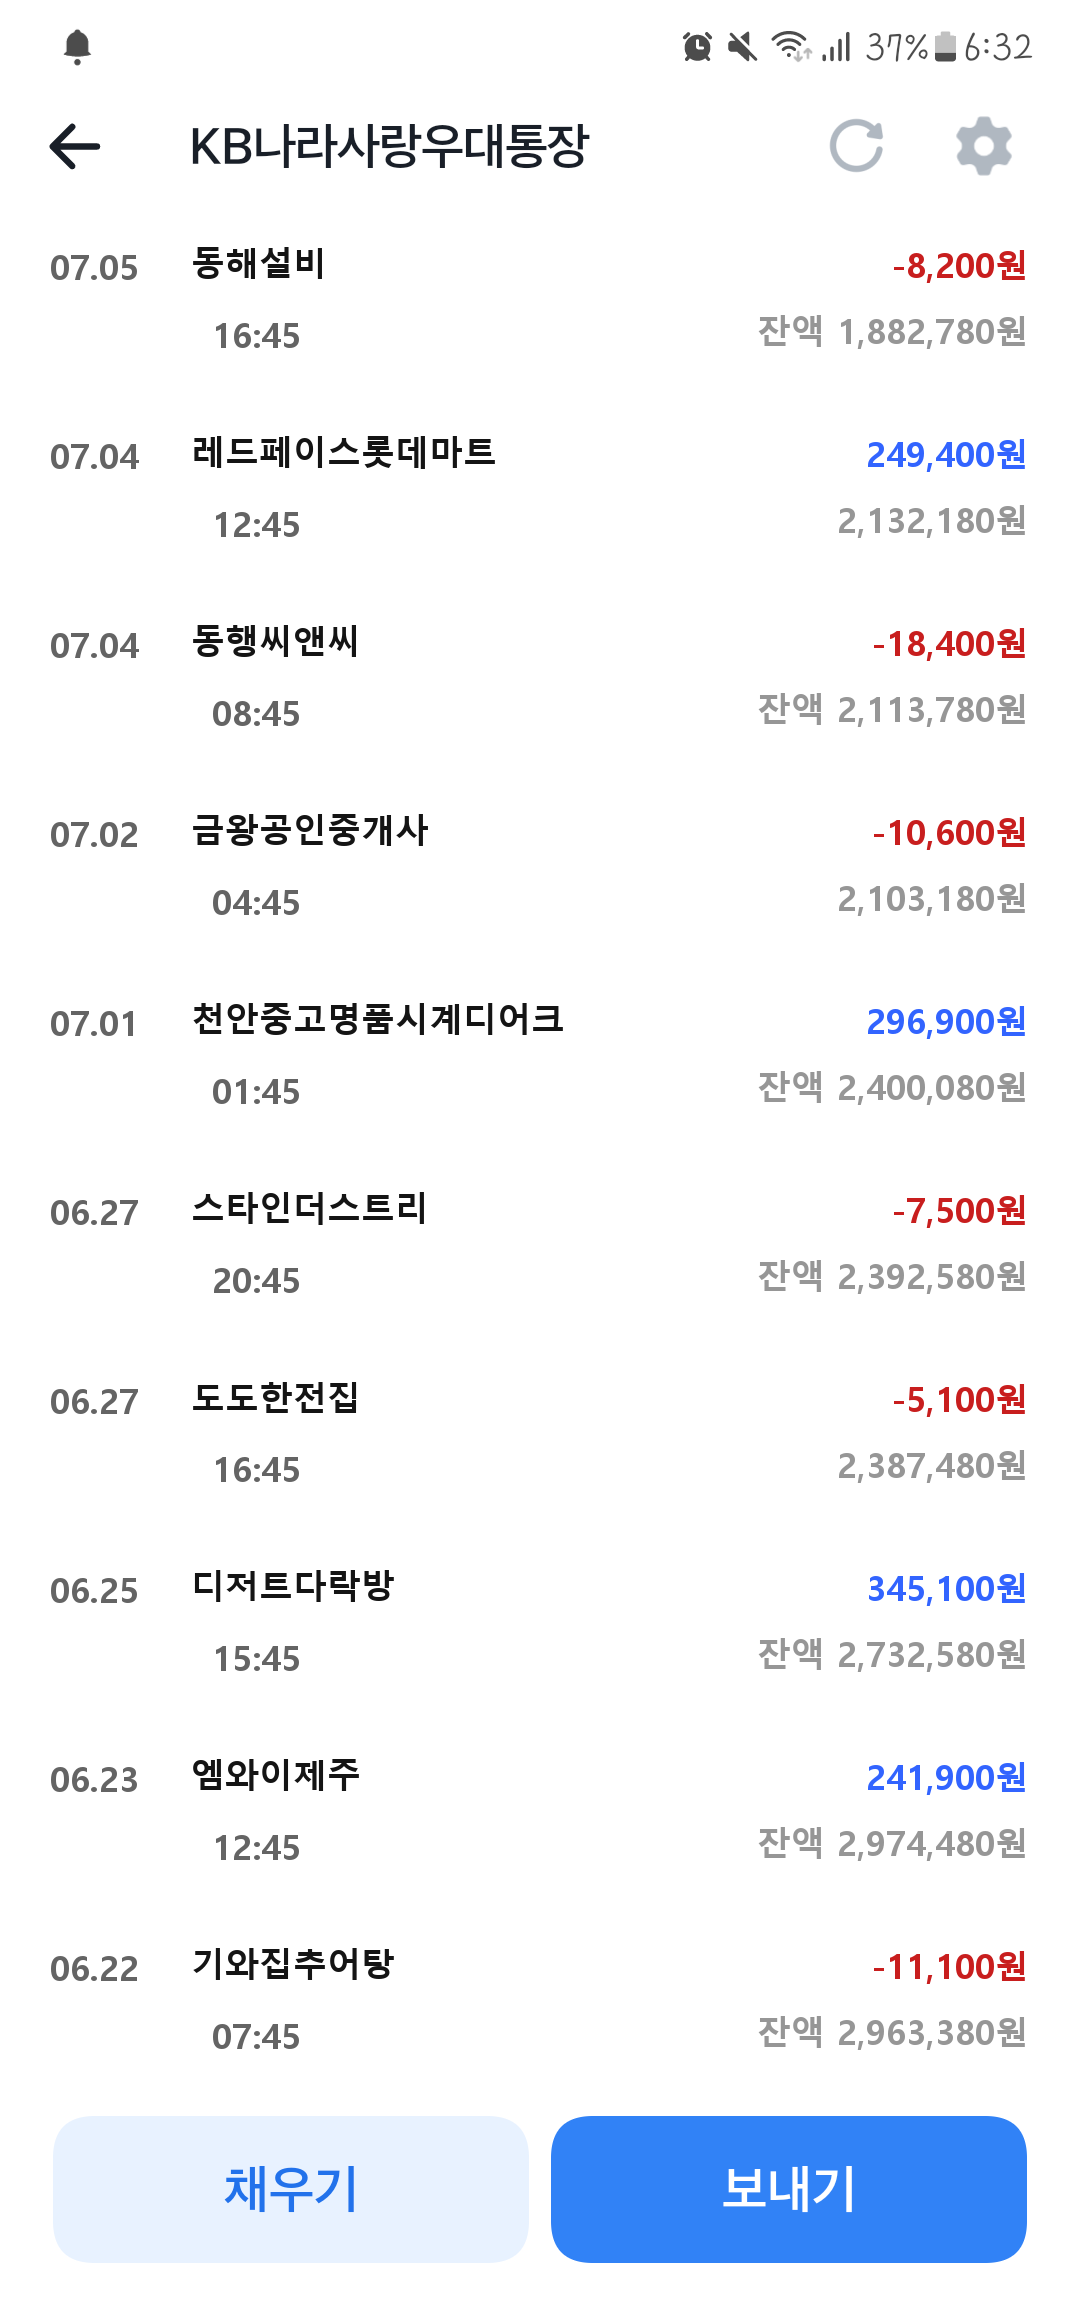 37% 6:32
KB나라사랑우대통장
07.05 동해설비 -8,200원
16:45 잔액 1,882,780원
07.04 레드페이스롯데마트 249,400원
12:45 2,132,180원
07.04 동행씨앤씨 -18,400원
08:45 잔액 2,113,780원
07.02 금왕공인중개사 -10,600원
04:45 2,103,180원
07.01 천안중고명품시계디어크 296,900원
01:45 잔액 2,400,080원
06.27 스타인더스트리 -7,500원
20:45 잔액 2,392,580원
06.27 도도한전집 -5,100원
16:45 2,387,480원
06.25 디저트다락방 345,100원
15:45 잔액 2,732,580원
06.23 엠와이제주 241,900원
12:45 잔액 2,974,480원
06.22 기와집추어탕 -11,100원
07:45 잔액 2,963,380원
채우기 보내기